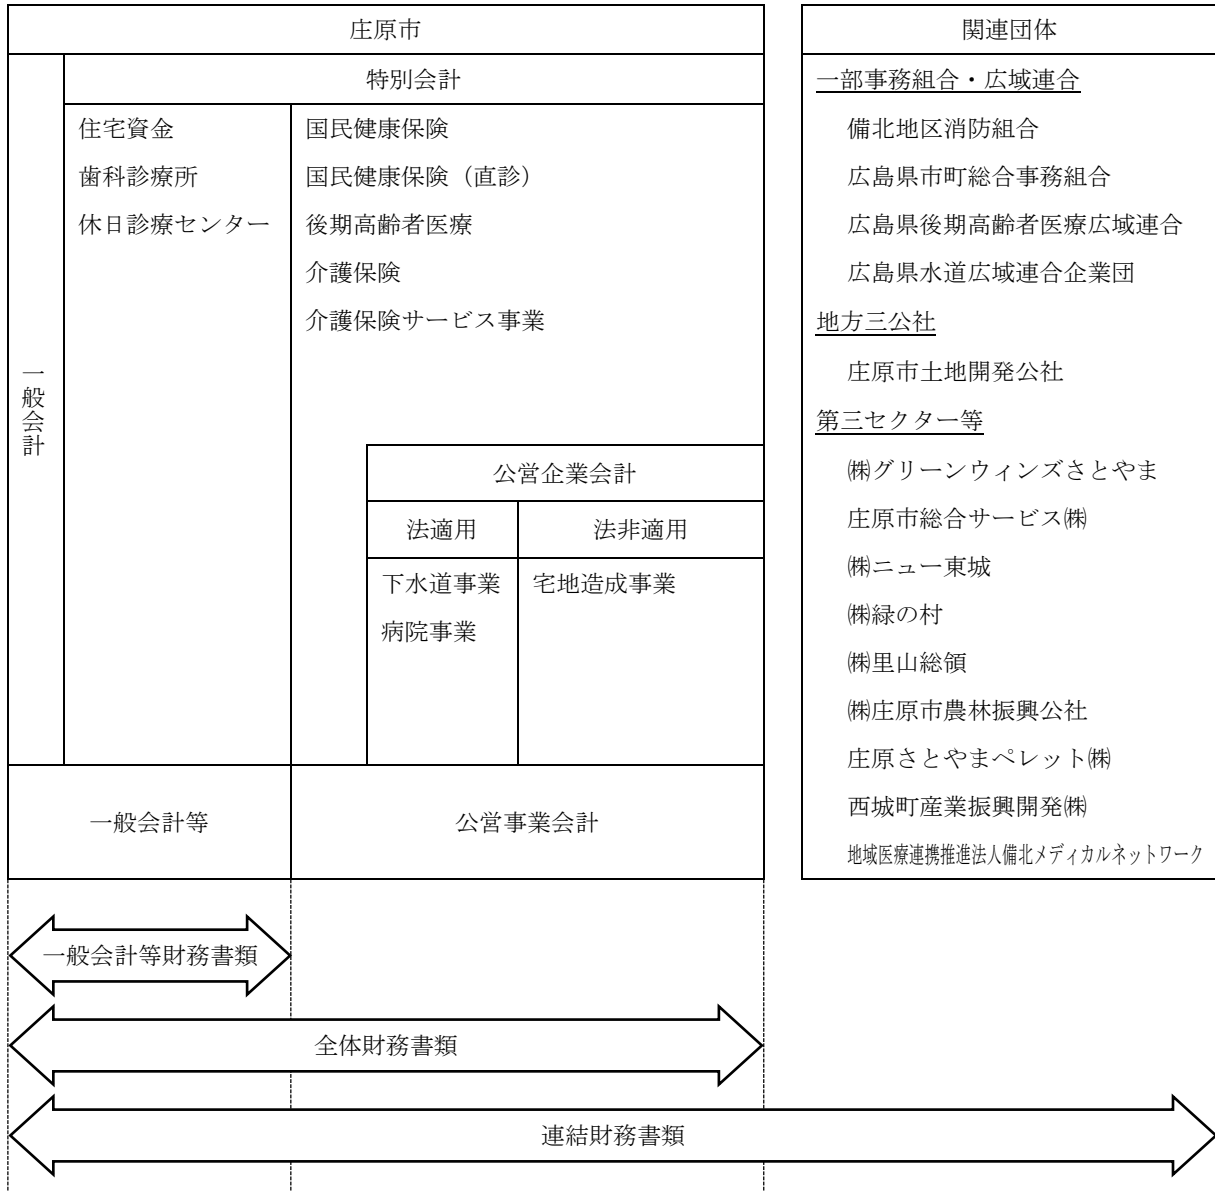 庄原市
一般会計
特別会計
住宅資金
歯科診療所
休日診療センター
国民健康保険
国民健康保険（直診）
後期高齢者医療
介護保険
介護保険サービス事業
公営企業会計
法適用
法非適用
下水道事業
病院事業
宅地造成事業
一般会計等
公営事業会計
関連団体
一部事務組合・広域連合
備北地区消防組合
広島県市町総合事務組合
広島県後期高齢者医療広域連合
広島県水道広域連合企業団
地方三公社
庄原市土地開発公社
第三セクター等
㈱グリーンウィンズさとやま
庄原市総合サービス㈱
㈱ニュー東城
㈱緑の村
㈱里山総領
㈱庄原市農林振興公社
庄原さとやまペレット㈱
西城町産業振興開発㈱
地域医療連携推進法人備北メディカルネットワーク
一般会計等財務書類
全体財務書類
連結財務書類